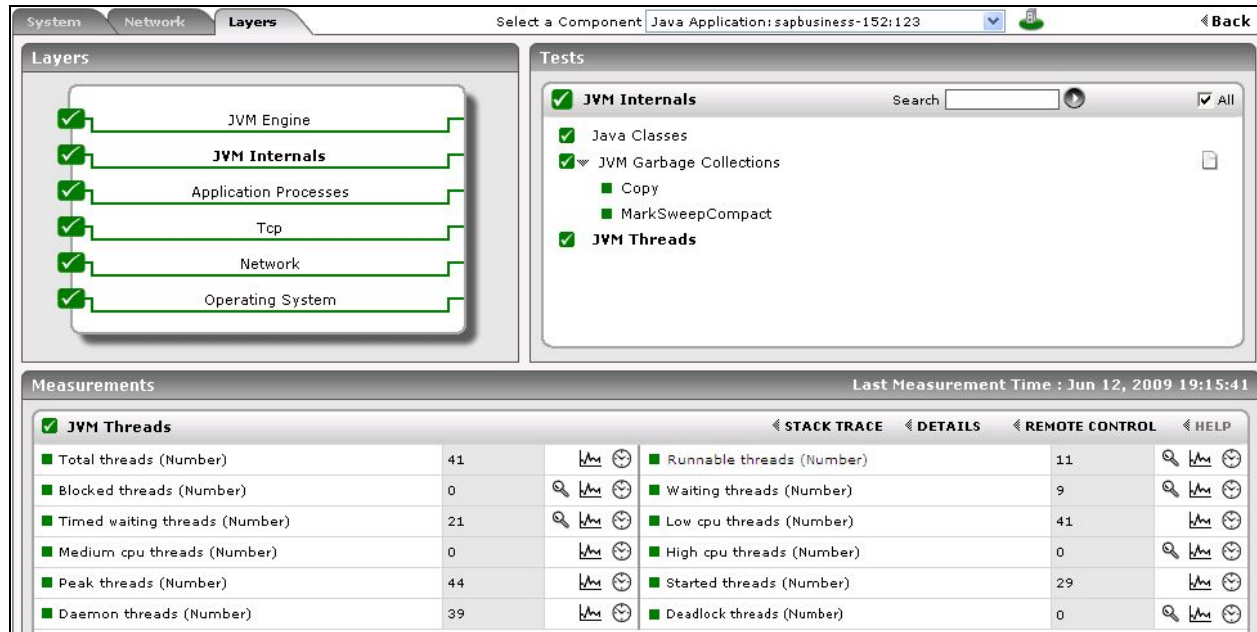 System Network Layers Select a Component Java Application:sapbusiness-152:123 Back
Layers
JVM Engine
JVM Internals
Application Processes
Tcp
Network
Operating System
Tests
JVM Internals Search All
Java Classes
JVM Garbage Collections
Copy
MarkSweepCompact
JVM Threads
Measurements Last Measurement Time : Jun 12, 2009 19:15:41
JVM Threads STACK TRACE DETAILS REMOTE CONTROL HELP
Total threads (Number) 41 Runnable threads (Number) 11
Blocked threads (Number) 0 Waiting threads (Number) 9
Timed waiting threads (Number) 21 Low cpu threads (Number) 41
Medium cpu threads (Number) 0 High cpu threads (Number) 0
Peak threads (Number) 44 Started threads (Number) 29
Daemon threads (Number) 39 Deadlock threads (Number) 0